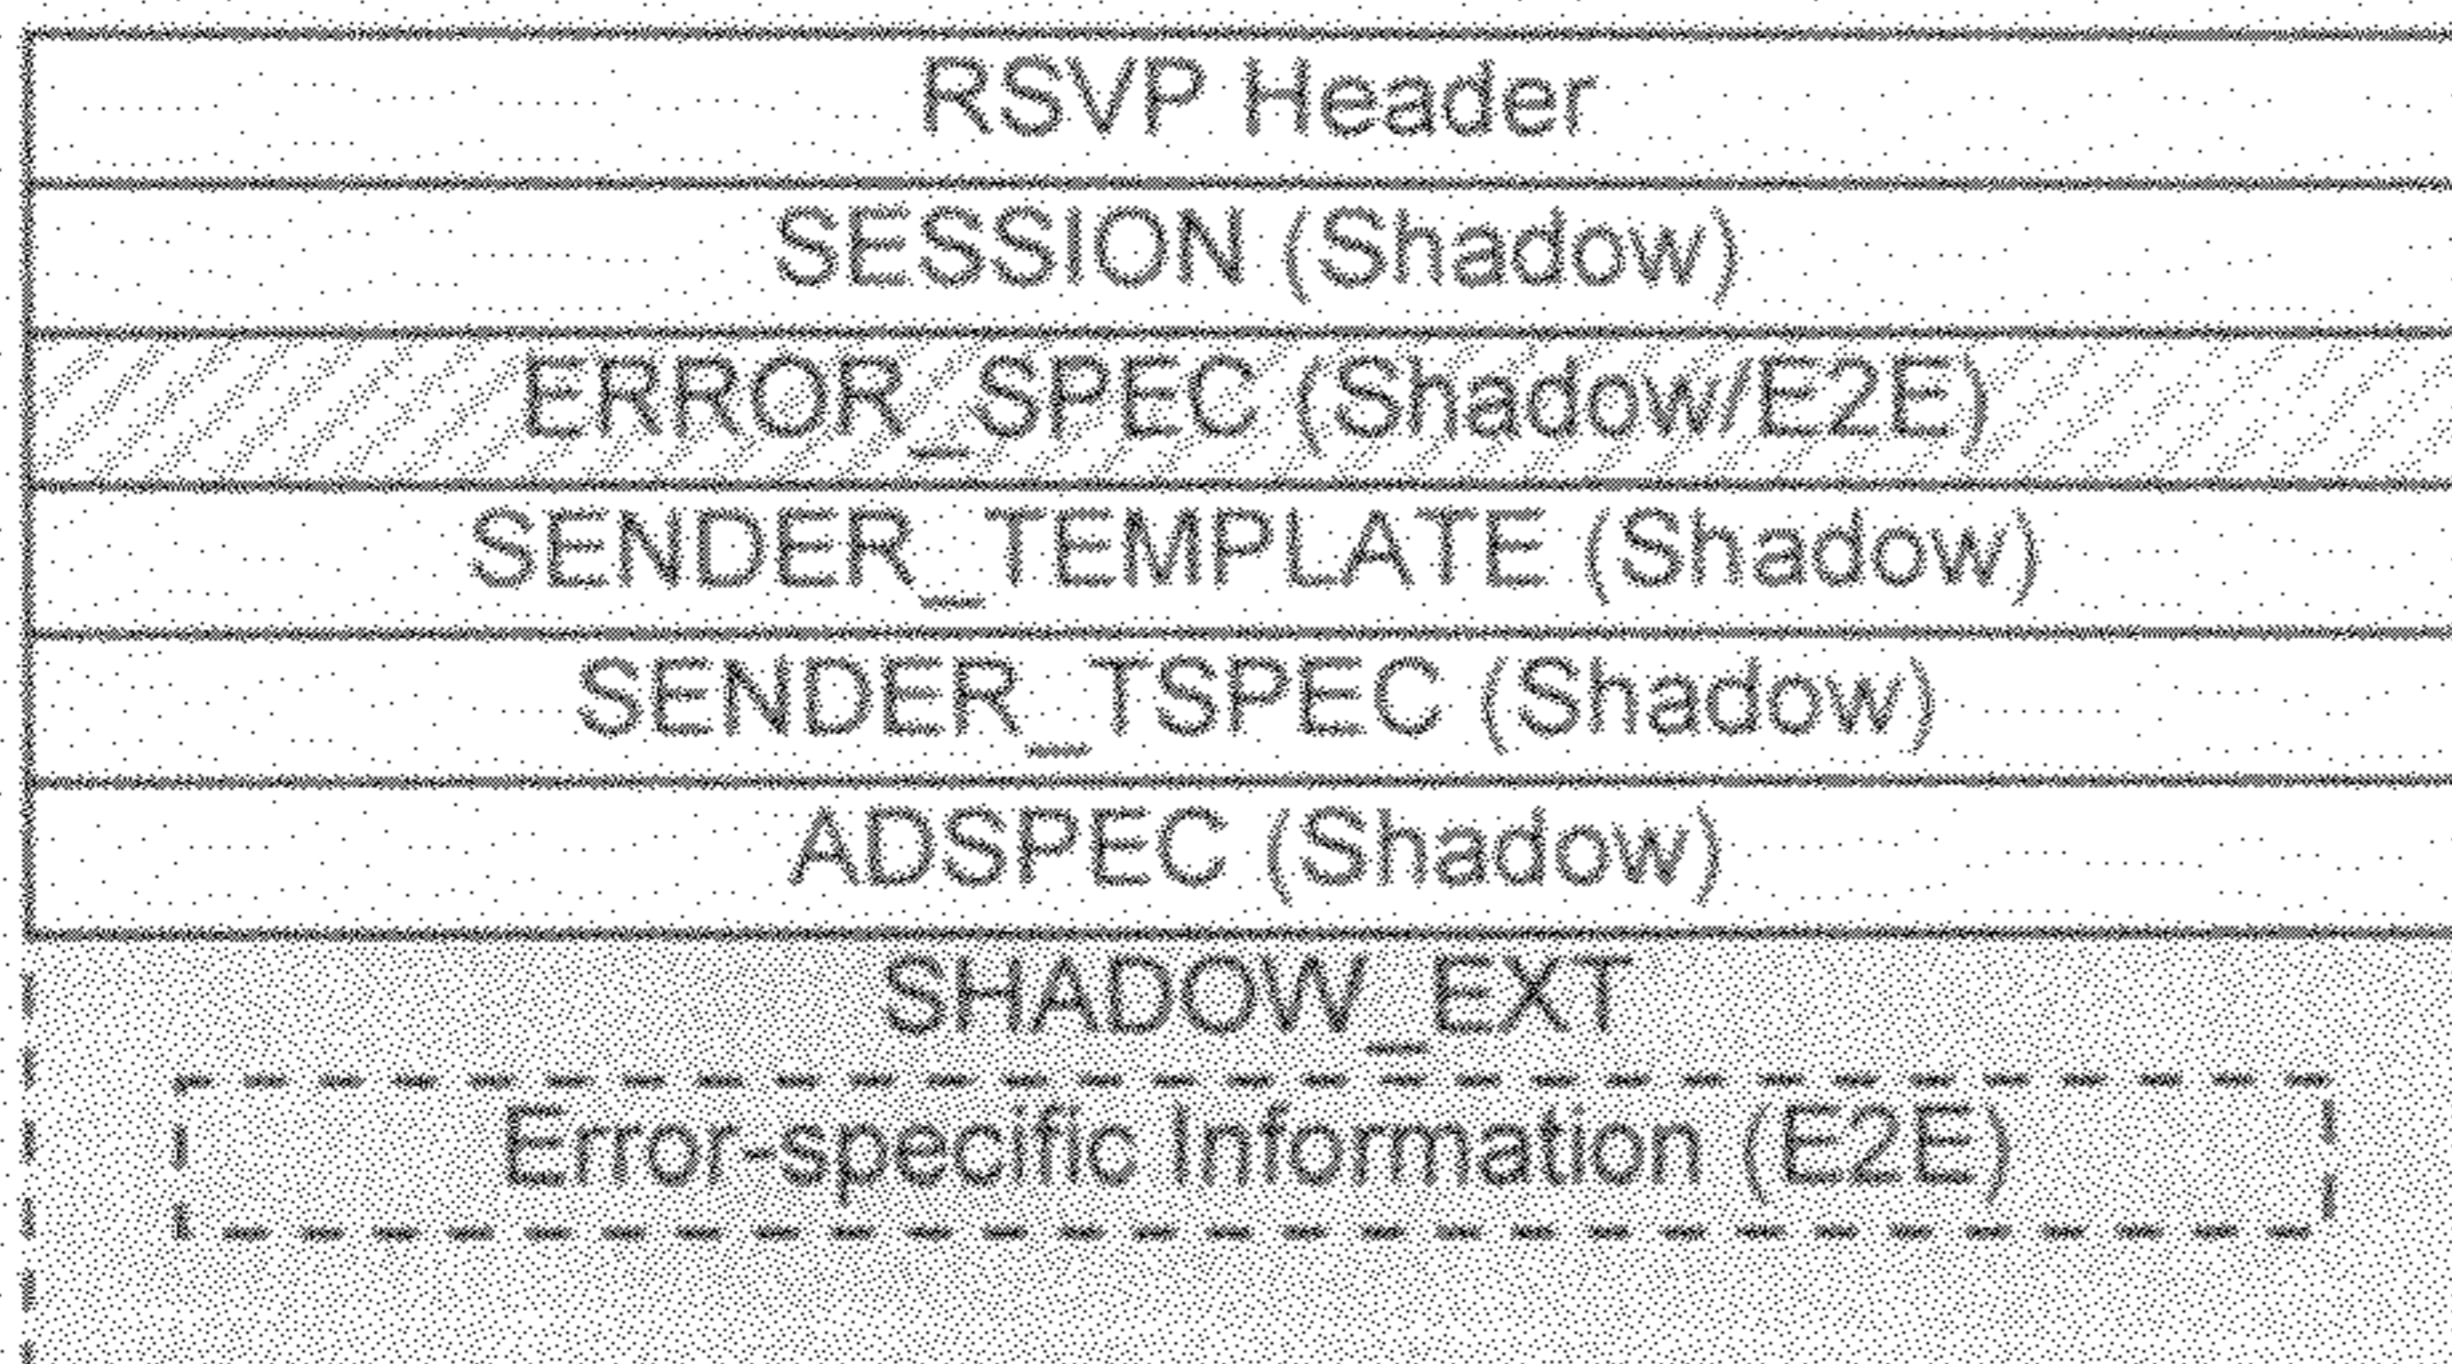 RSVP Header
SESSION (Shadow)
ERROR_SPEC (Shadow/E2E)
SENDER_TEMPLATE (Shadow)
SENDER_TSPEC (Shadow)
ADSPEC (Shadow)
SHADOW_EXT
Error-specific Information (E2E)